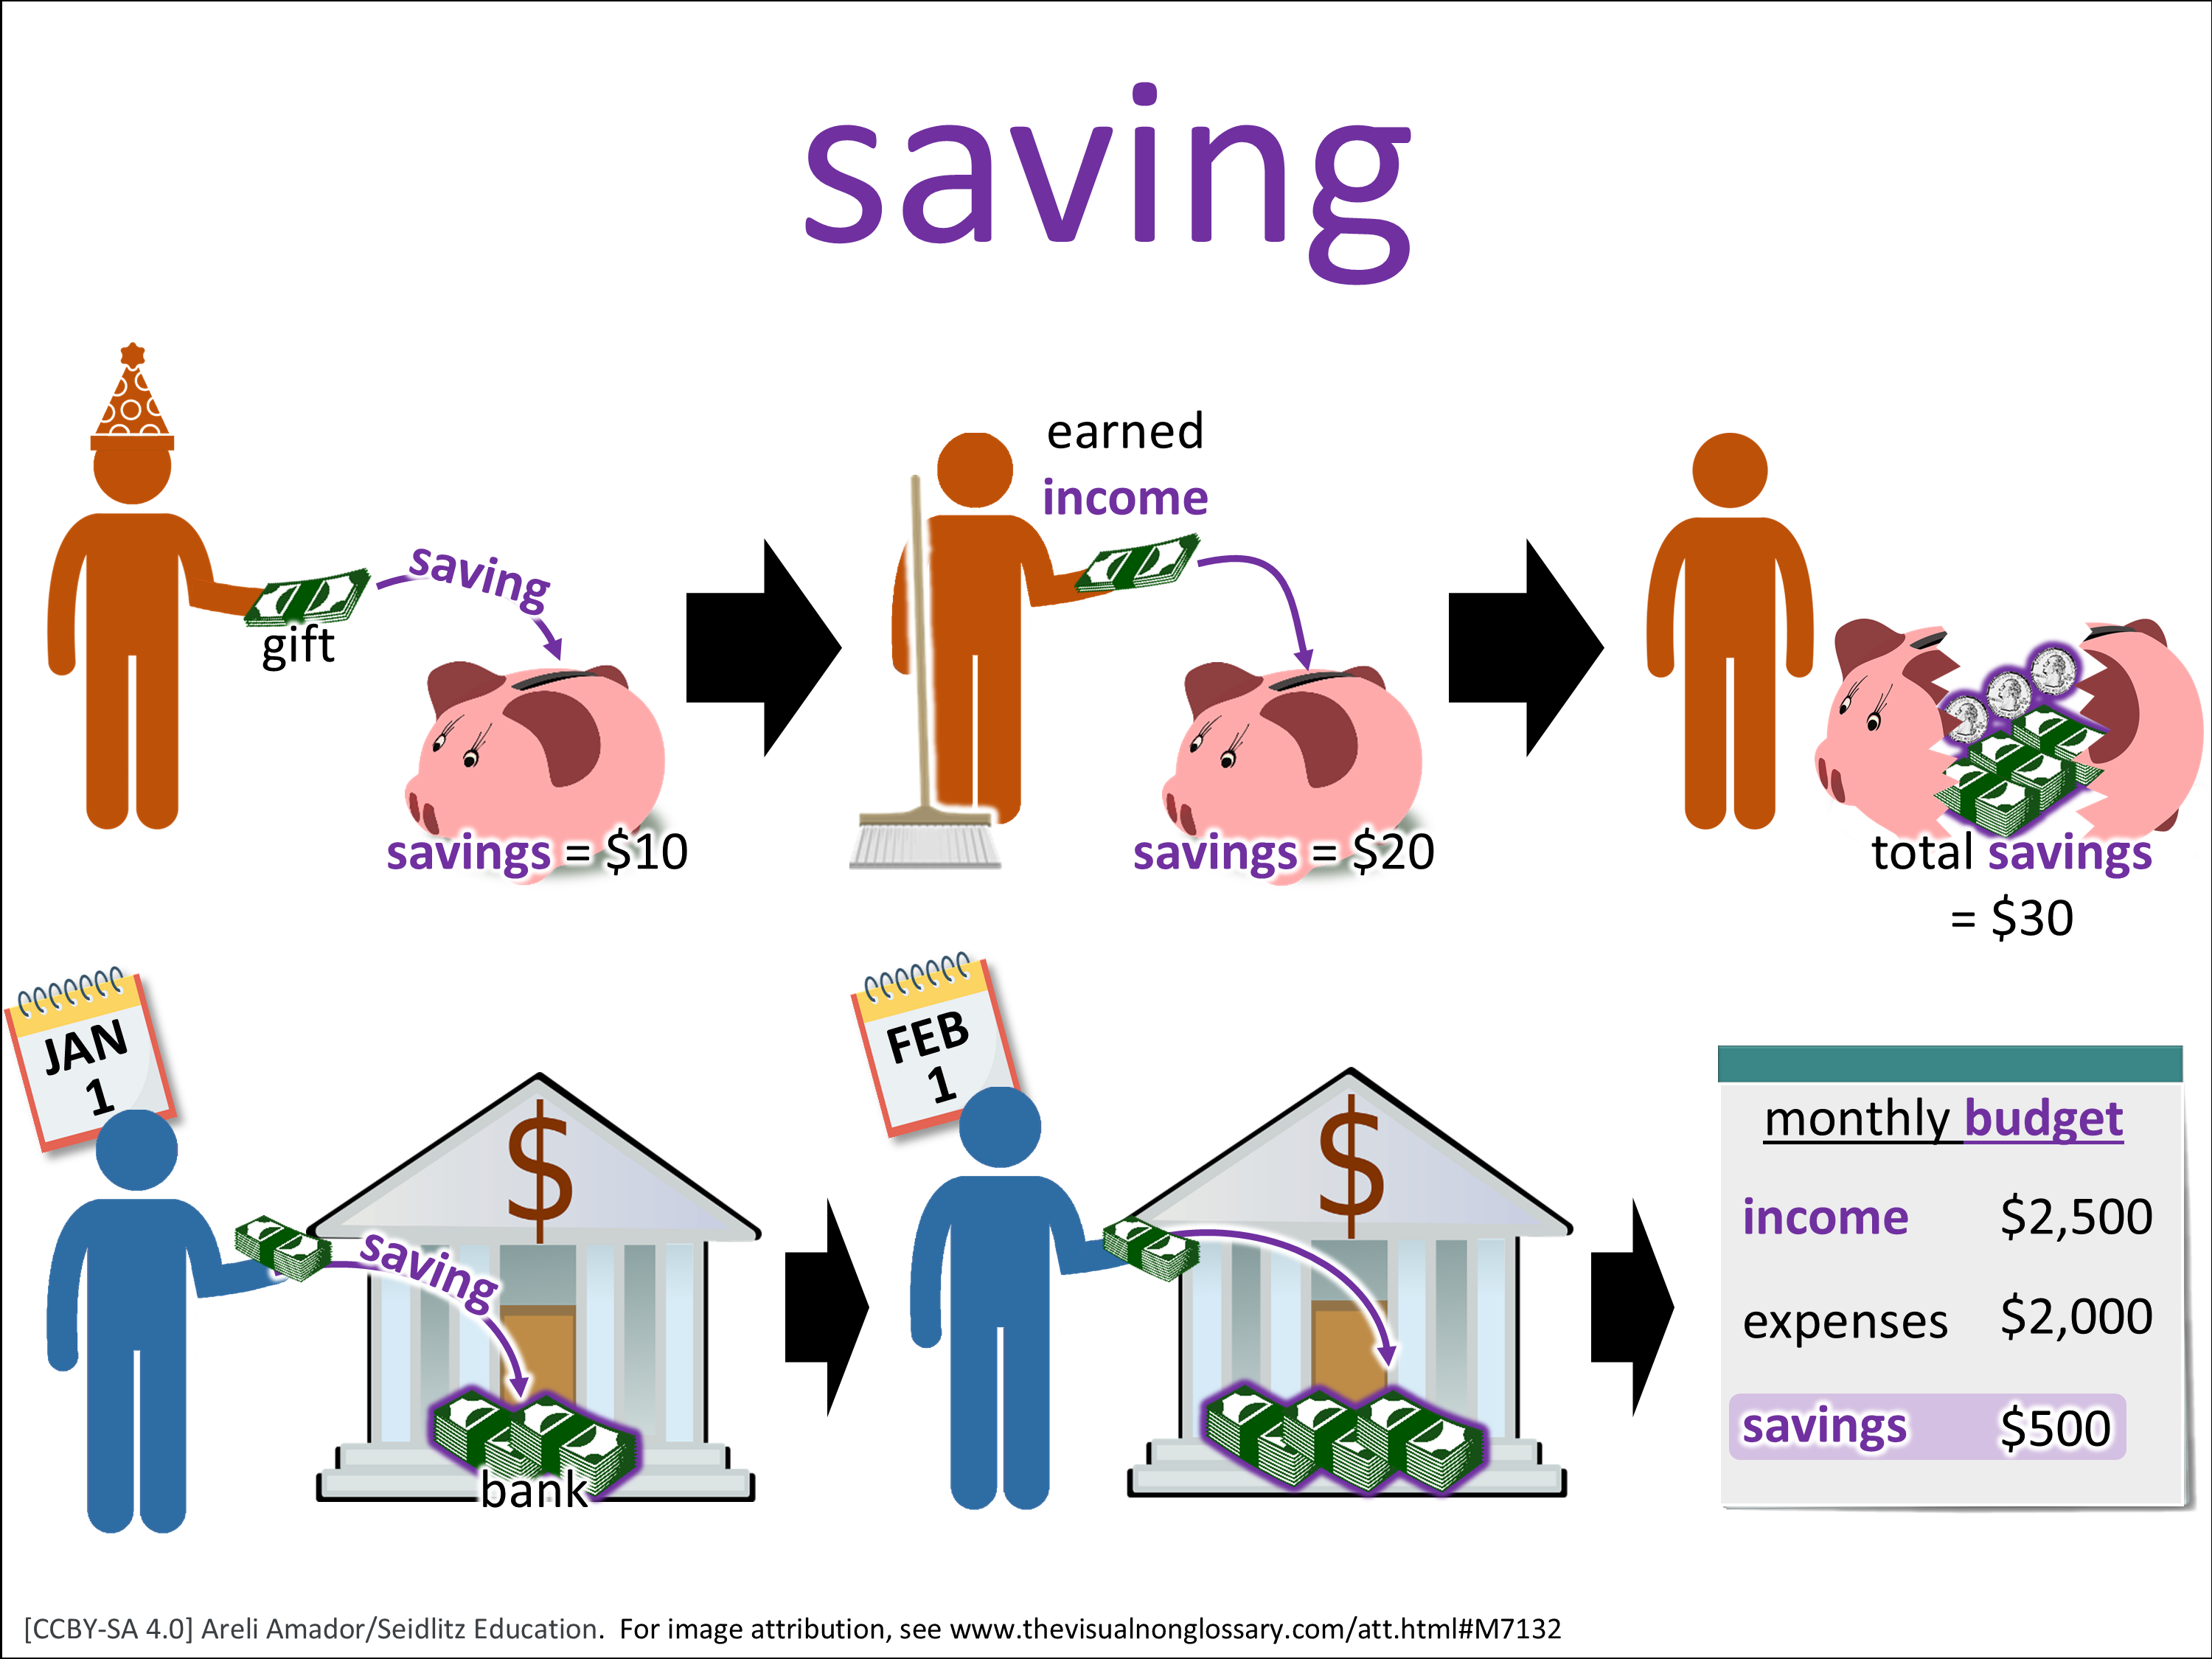 saving
saving
gift
savings = $10
earned
income
savings = $20
total savings
= $30
JAN
1
$
saving
bank
FEB
1
$
monthly budget
income $2,500
expenses $2,000
savings $500
[CCBY-SA 4.0] Areli Amador/Seidlitz Education. For image attribution, see www.thevisualnonglossary.com/att.html#M7132